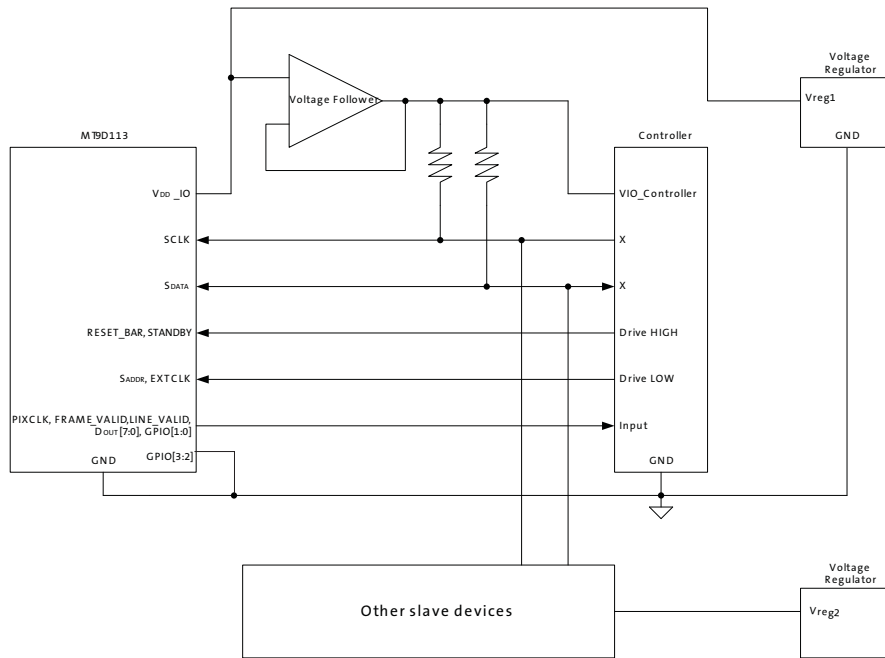 Voltage
Regulator
Vreg1
GND
Voltage Follower
MT9D113
Controller
VDD _IO
VIO_Controller
SCLK
X
SDATA
X
RESET_BAR, STANDBY
Drive HIGH
SADDR, EXTCLK
Drive LOW
PIXCLK, FRAME_VALID,LINE_VALID,
DOUT [7:0], GPIO[1:0]
Input
GPIO[3:2]
GND
GND
Other slave devices
Voltage
Regulator
Vreg2